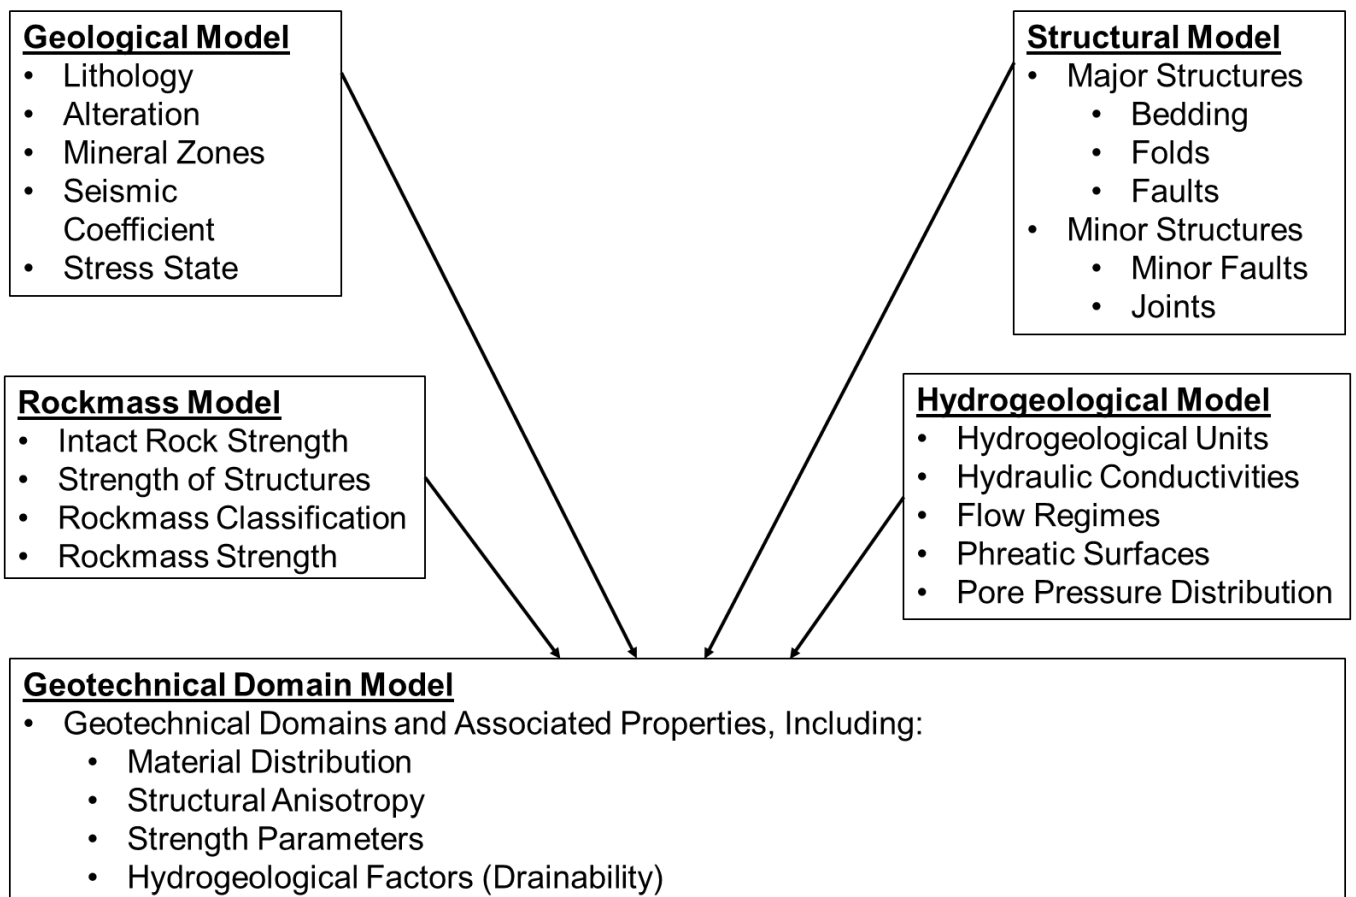 Geological Model
• Lithology
• Alteration
• Mineral Zones
• Seismic
Coefficient
• Stress State
Structural Model
• Major Structures
• Bedding
• Folds
• Faults
• Minor Structures
• Minor Faults
• Joints
Rockmass Model
• Intact Rock Strength
• Strength of Structures
• Rockmass Classification
• Rockmass Strength
Hydrogeological Model
• Hydrogeological Units
• Hydraulic Conductivities
• Flow Regimes
• Phreatic Surfaces
• Pore Pressure Distribution
Geotechnical Domain Model
• Geotechnical Domains and Associated Properties, Including:
• Material Distribution
• Structural Anisotropy
• Strength Parameters
• Hydrogeological Factors (Drainability)